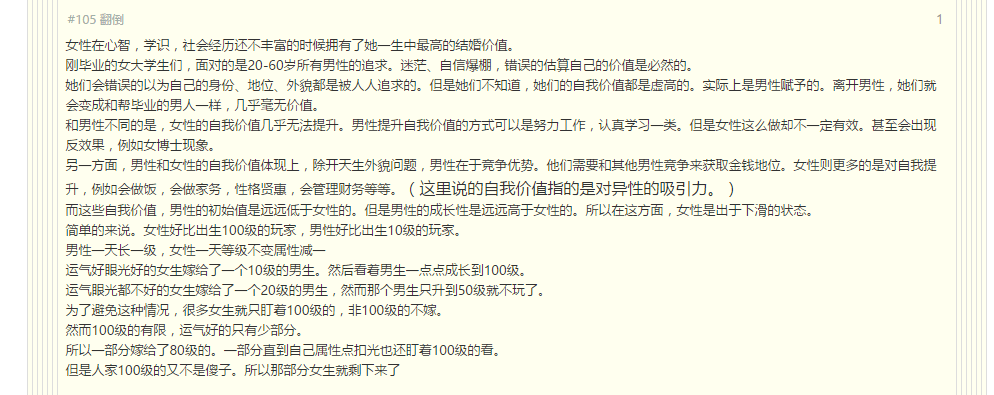 #105 翻倒
1
女性在心智，学识，社会经历还不丰富的时候拥有了她一生中最高的结婚价值。
刚毕业的女大学生们，面对的是20-60岁所有男性的追求。迷茫、自信爆棚，错误的估算自己的价值是必然的。
她们会错误的以为自己的身份、地位、外貌都是被人人追求的。但是她们不知道，她们的自我价值都是虚高的。实际上是男性赋予的。离开男性，她们就
会变成和帮毕业的男人一样，几乎毫无价值。
和男性不同的是，女性的自我价值几乎无法提升。男性提升自我价值的方式可以是努力工作，认真学习一类。但是女性这么做却不一定有效。甚至会出现
反效果，例如女博士现象。
另一方面，男性和女性的自我价值体现上，除开天生外貌问题，男性在于竞争优势。他们需要和其他男性竞争来获取金钱地位。女性则更多的是对自我提
升，例如会做饭，会做家务，性格贤惠，会管理财务等等。（这里说的自我价值指的是对异性的吸引力。）
而这些自我价值，男性的初始值是远远低于女性的。但是男性的成长性是远远高于女性的。所以在这方面，女性是出于下滑的状态。
简单的来说。女性好比出生100级的玩家，男性好比出生10级的玩家。
男性一天长一级，女性一天等级不变属性减一
运气好眼光好的女生嫁给了一个10级的男生。然后看着男生一点点成长到100级。
运气眼光都不好的女生嫁给了一个20级的男生，然而那个男生只升到50级就不玩了。
为了避免这种情况，很多女生就只盯着100级的，非100级的不嫁。
然而100级的有限，运气好的只有少部分。
所以一部分嫁给了80级的。一部分直到自己属性点扣光也还盯着100级的看。
但是人家100级的又不是傻子。所以那部分女生就剩下来了